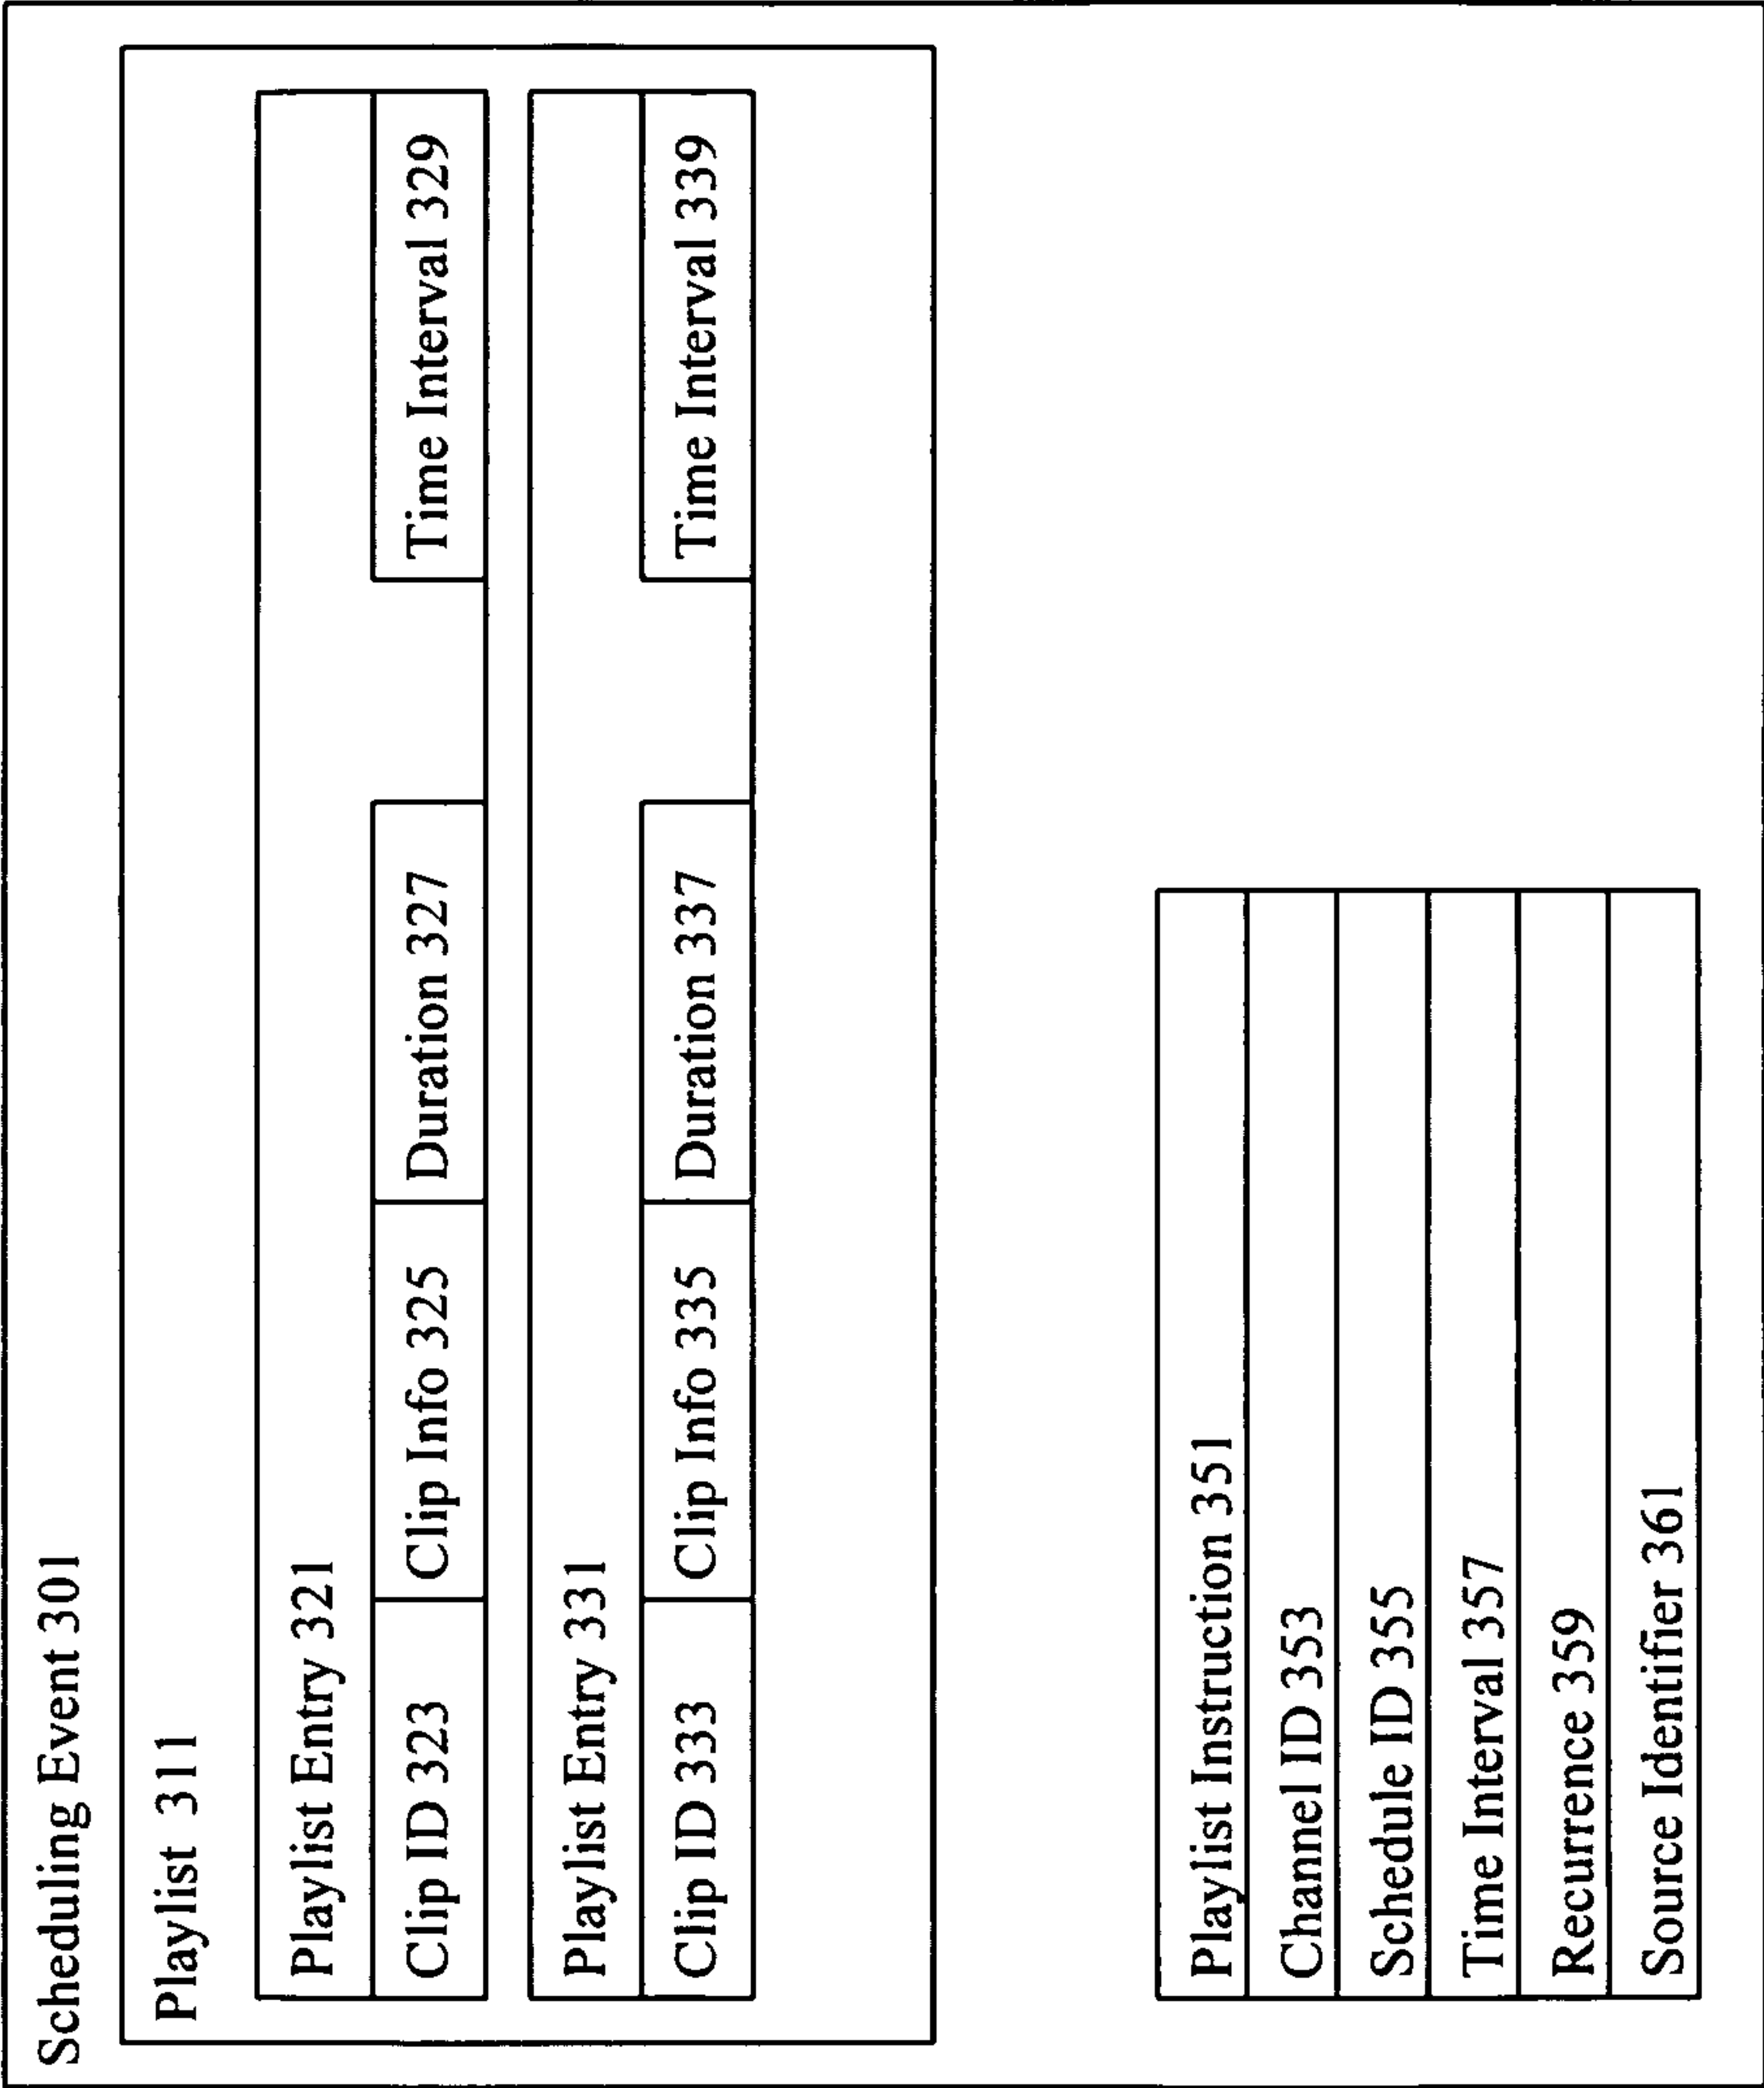 Scheduling Event 301
Playlist 311
Playlist Entry 321
Clip ID 323 Clip Info 325 Duration 327 Time Interval 329
Playlist Entry 331
Clip ID 333 Clip Info 335 Duration 337 Time Interval 339
Playlist Instruction 351
Channel ID 353
Schedule ID 355
Time Interval 357
Recurrence 359
Source Identifier 361